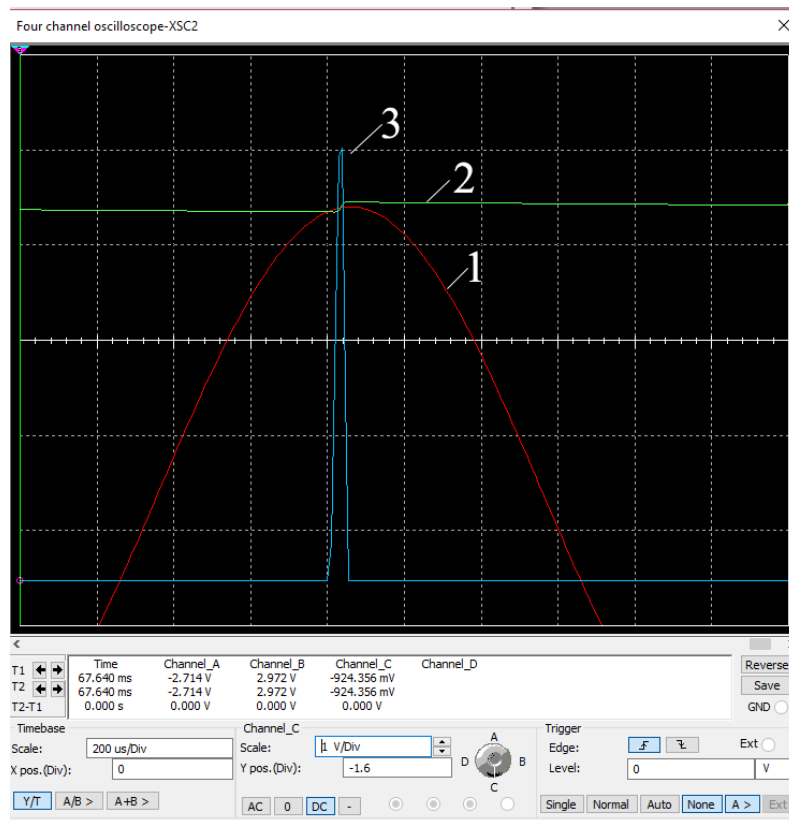 Four channel oscilloscope-XSC2
3
2
1
Time Channel_A Channel_B Channel_C Channel_D
T1 67.640 ms -2.714 V 2.972 V -924.356 mV
T2 67.640 ms -2.714 V 2.972 V -924.356 mV
T2-T1 0.000 s 0.000 V 0.000 V 0.000 V
Reverse
Save
GND
Timebase
Scale: 200 us/Div
X pos.(Div): 0
Y/T A/B > A+B >
Channel_C
Scale: 1 V/Div
Y pos.(Div): -1.6
AC 0 DC -
A
D B
C
Trigger
Edge: Ext
Level: 0 V
Single Normal Auto None A > Ext